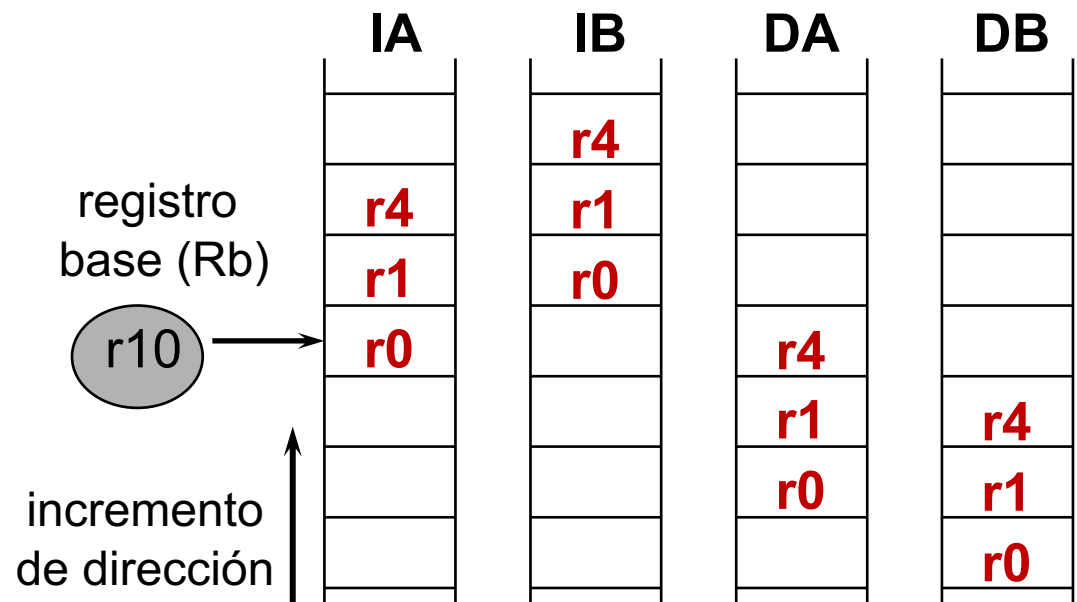 IA IB DA DB
r4
r4 r1
registro
base (Rb)
r1 r0
r10 r0 r4
r1 r4
incremento
de dirección
r0 r1
r0